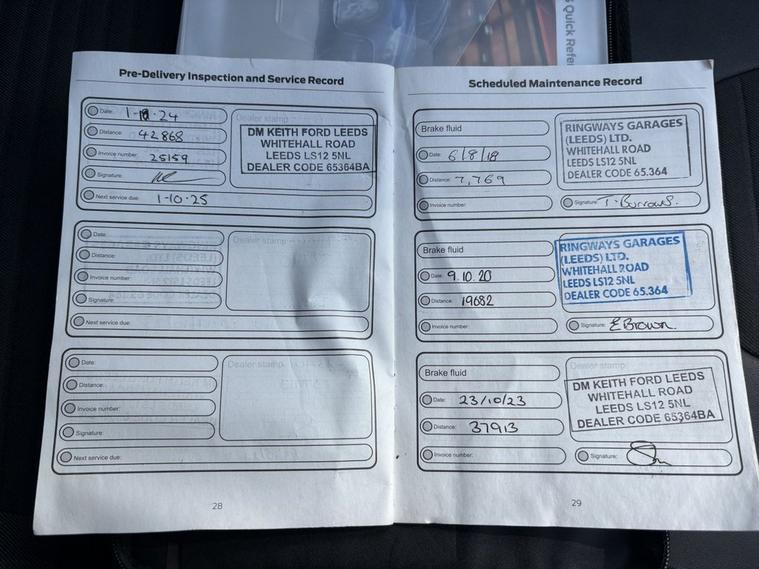 s Quick Refer
Pre-Delivery Inspection and Service Record
Date: 1-10-24
Distance: 42868
Invoice number: 25159
Signature:
Next service due: 1-10-25
Dealer stamp
DM KEITH FORD LEEDS
WHITEHALL ROAD
LEEDS LS12 5NL
DEALER CODE 65364BA
Date:
Distance:
Invoice number:
Signature:
Next service due:
Dealer stamp
Date:
Distance:
Invoice number:
Signature:
Next service due:
Dealer stamp
28
Scheduled Maintenance Record
Brake fluid
Date: 6/8/18
Distance: 7,769
Invoice number:
RINGWAYS GARAGES
(LEEDS) LTD.
WHITEHALL ROAD
LEEDS LS12 5NL
DEALER CODE 65.364
Signature: T. Burrows.
Brake fluid
Date: 9.10.20
Distance: 19682
Invoice number:
RINGWAYS GARAGES
(LEEDS) LTD.
WHITEHALL ROAD
LEEDS LS12 5NL
DEALER CODE 65.364
Signature: E Brown
Brake fluid
Date: 23/10/23
Distance: 37913
Invoice number:
Dealer stamp
DM KEITH FORD LEEDS
WHITEHALL ROAD
LEEDS LS12 5NL
DEALER CODE 65364BA
Signature:
29